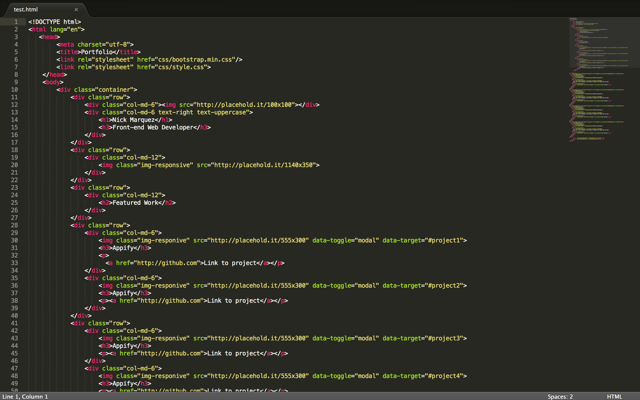 test.html
1 <!DOCTYPE html>
2 <html lang="en">
3 <head>
4 <meta charset="utf-8">
5 <title>Portfolio</title>
6 <link rel="stylesheet" href="css/bootstrap.min.css"/>
7 <link rel="stylesheet" href="css/style.css">
8 </head>
9 <body>
10 <div class="container">
11 <div class="row">
12 <div class="col-md-6"><img src="http://placehold.it/100x100"></div>
13 <div class="col-md-6 text-right text-uppercase">
14 <h1>Nick Marquez</h1>
15 <h3>Front-end Web Developer</h3>
16 </div>
17 </div>
18 <div class="row">
19 <div class="col-md-12">
20 <img class="img-responsive" src="http://placehold.it/1140x350">
21 </div>
22 </div>
23 <div class="row">
24 <div class="col-md-12">
25 <h2>Featured Work</h2>
26 </div>
27 </div>
28 <div class="row">
29 <div class="col-md-6">
30 <img class="img-responive" src="http://placehold.it/555x300" data-toggle="modal" data-target="#project1">
31 <h3>Appify</h3>
32 <p>
33 <a href="http://github.com">Link to project</a></p>
34 </div>
35 <div class="col-md-6">
36 <img class="img-responive" src="http://placehold.it/555x300" data-toggle="modal" data-target="#project2">
37 <h3>Appify</h3>
38 <p><a href="http://github.com">Link to project</a></p>
39 </div>
40 </div>
41 <div class="row">
42 <div class="col-md-6">
43 <img class="img-responive" src="http://placehold.it/555x300" data-toggle="modal" data-target="#project3">
44 <h3>Appify</h3>
45 <p><a href="http://github.com">Link to project</a></p>
46 </div>
47 <div class="col-md-6">
48 <img class="img-responive" src="http://placehold.it/555x300" data-toggle="modal" data-target="#project4">
49 <h3>Appify</h3>
50 <p><a href="http://github.com">Link to project</a></p>
Line 1, Column 1 Spaces: 2 HTML